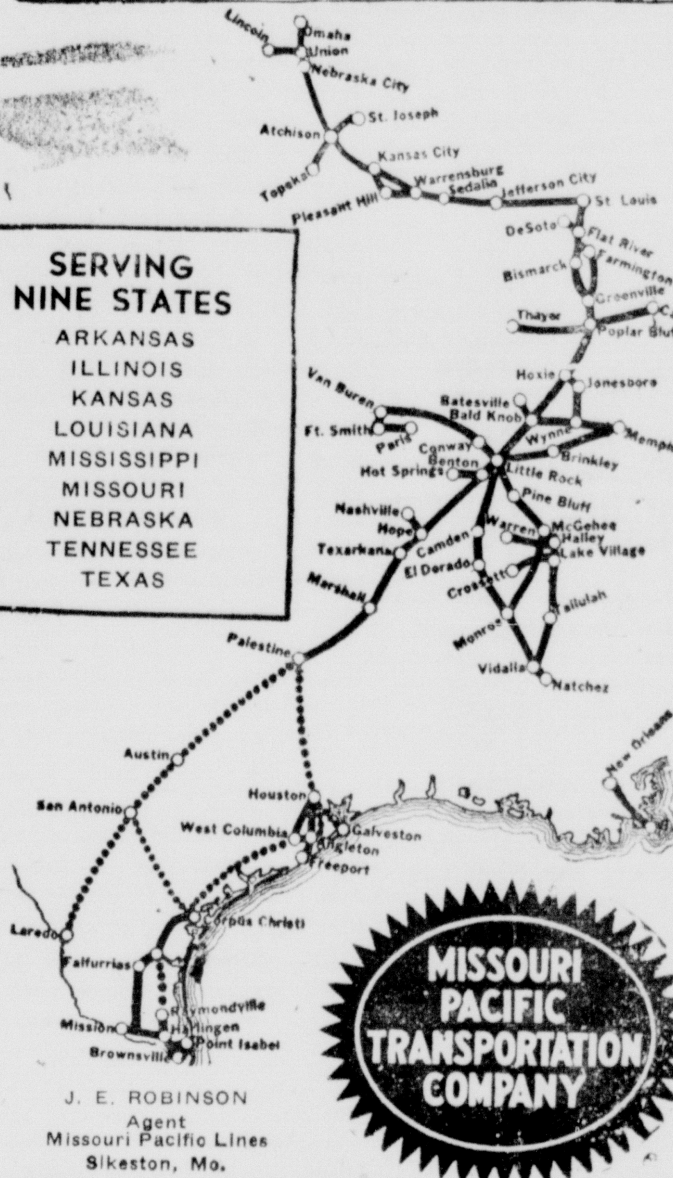 Lincoln
Omaha
Union
Nebraska City
Atchison
St. Joseph
Topeka
Kansas City
Pleasant Hill
Warrensburg
Sedalia
Jefferson City
St. Louis
DeSoto
Flat River
Bismarck
Farmington
Greenville
Thayer
Poplar Bluf
SERVING
NINE STATES
ARKANSAS
ILLINOIS
KANSAS
LOUISIANA
MISSISSIPPI
MISSOURI
NEBRASKA
TENNESSEE
TEXAS
Hoxie
Jonesboro
Van Buren
Batesville
Bald Knob
Ft. Smith
Paris
Conway
Wynne
Memph
Benton
Brinkley
Hot Springs
Little Rock
Pine Bluff
Nashville
Hope
Camden
Warren
McGehee
Halley
Texarkana
El Dorado
Lake Village
Crossett
Marshall
Monroe
Tallulah
Palestine
Vidalia
Natchez
Austin
New Orleans
San Antonio
Houston
West Columbia
Galveston
Angleton
Freeport
Corpus Christi
Laredo
Falfurrias
Raymondville
Mission
Harlingen
Point Isabel
Brownsville
MISSOURI
PACIFIC
TRANSPORTATION
COMPANY
J. E. ROBINSON
Agent
Missouri Pacific Lines
Sikeston, Mo.